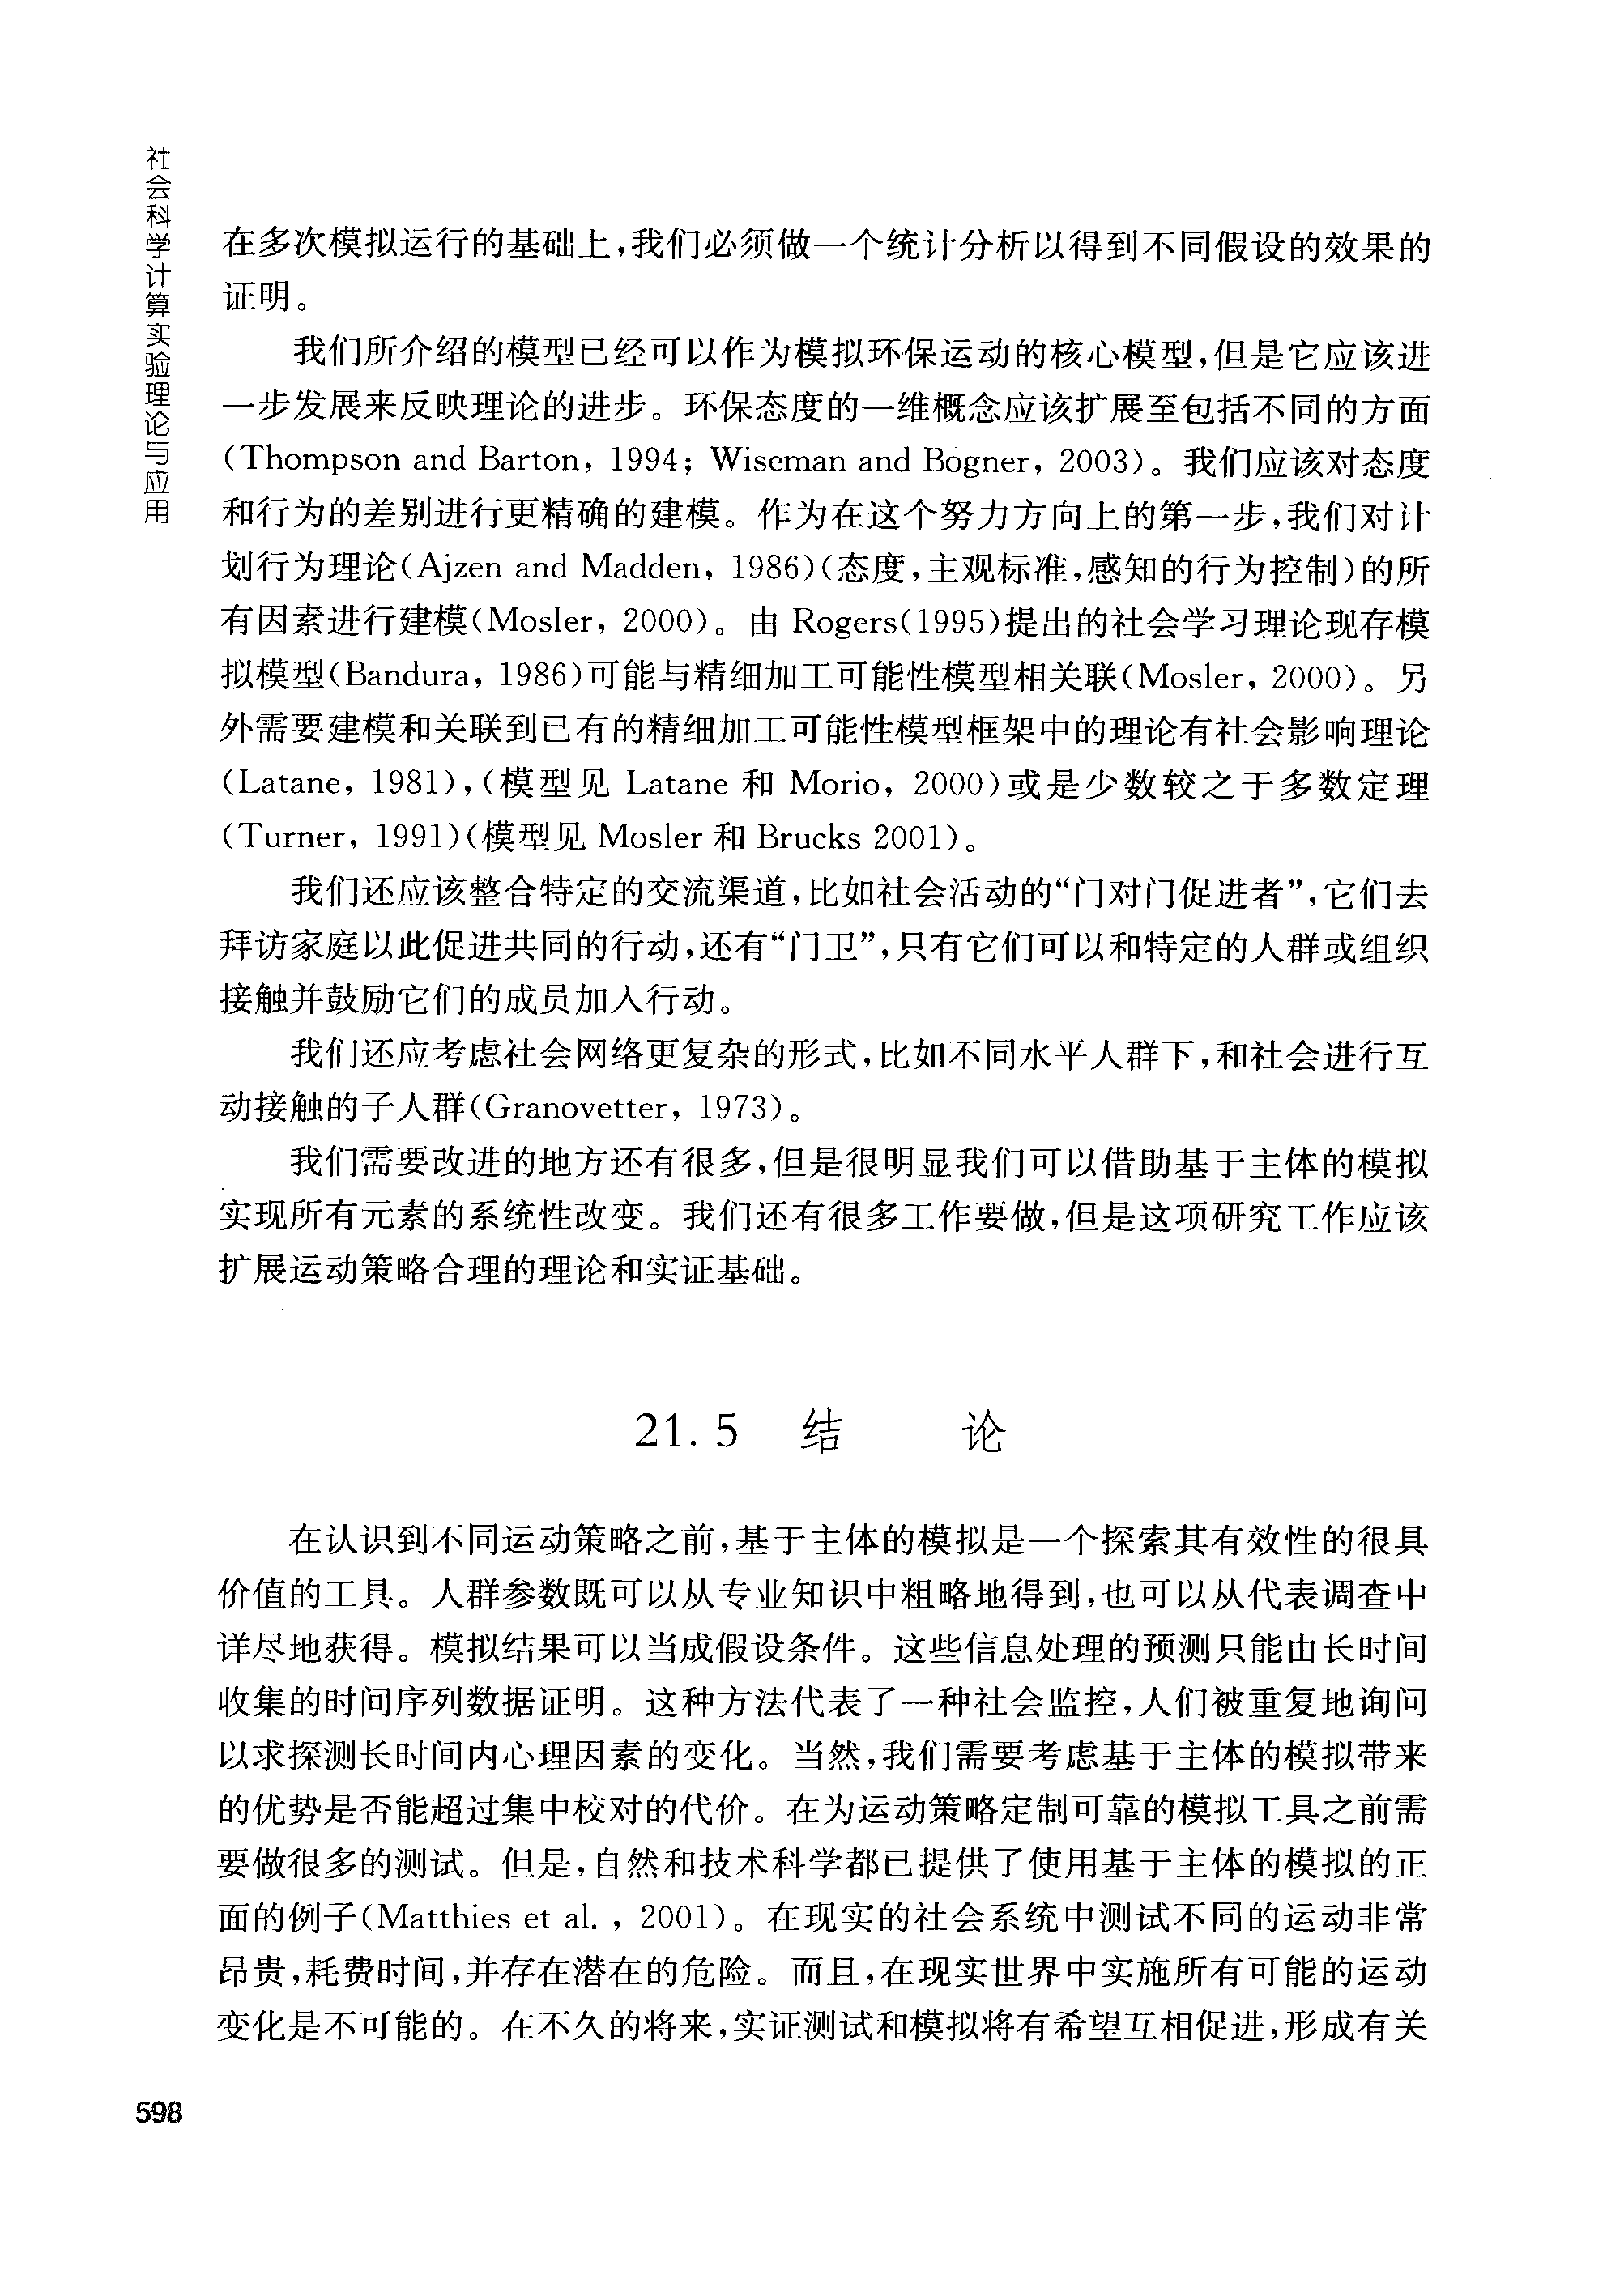 社会科学计算实验理论与应用
在多次模拟运行的基础上,我们必须做一个统计分析以得到不同假设的效果的
证明。
我们所介绍的模型已经可以作为模拟环保运动的核心模型,但是它应该进
一步发展来反映理论的进步。环保态度的一维概念应该扩展至包括不同的方面
(Thompson and Barton, 1994; Wiseman and Bogner, 2003)。我们应该对态度
和行为的差别进行更精确的建模。作为在这个努力方向上的第一步,我们对计
划行为理论(Ajzen and Madden, 1986)(态度,主观标准,感知的行为控制)的所
有因素进行建模(Mosler, 2000)。由 Rogers(1995)提出的社会学习理论现存模
拟模型(Bandura, 1986)可能与精细加工可能性模型相关联(Mosler, 2000)。另
外需要建模和关联到已有的精细加工可能性模型框架中的理论有社会影响理论
(Latane, 1981),(模型见 Latane 和 Morio, 2000)或是少数较之于多数定理
(Turner, 1991)(模型见 Mosler 和 Brucks 2001)。
我们还应该整合特定的交流渠道,比如社会活动的“门对门促进者”,它们去
拜访家庭以此促进共同的行动,还有“门卫”,只有它们可以和特定的人群或组织
接触并鼓励它们的成员加入行动。
我们还应考虑社会网络更复杂的形式,比如不同水平人群下,和社会进行互
动接触的子人群(Granovetter, 1973)。
我们需要改进的地方还有很多,但是很明显我们可以借助基于主体的模拟
实现所有元素的系统性改变。我们还有很多工作要做,但是这项研究工作应该
扩展运动策略合理的理论和实证基础。
21.5 结 论
在认识到不同运动策略之前,基于主体的模拟是一个探索其有效性的很具
价值的工具。人群参数既可以从专业知识中粗略地得到,也可以从代表调查中
详尽地获得。模拟结果可以当成假设条件。这些信息处理的预测只能由长时间
收集的时间序列数据证明。这种方法代表了一种社会监控,人们被重复地询问
以求探测长时间内心理因素的变化。当然,我们需要考虑基于主体的模拟带来
的优势是否能超过集中校对的代价。在为运动策略定制可靠的模拟工具之前需
要做很多的测试。但是,自然和技术科学都已提供了使用基于主体的模拟的正
面的例子(Matthies et al. , 2001)。在现实的社会系统中测试不同的运动非常
昂贵,耗费时间,并存在潜在的危险。而且,在现实世界中实施所有可能的运动
变化是不可能的。在不久的将来,实证测试和模拟将有希望互相促进,形成有关
598